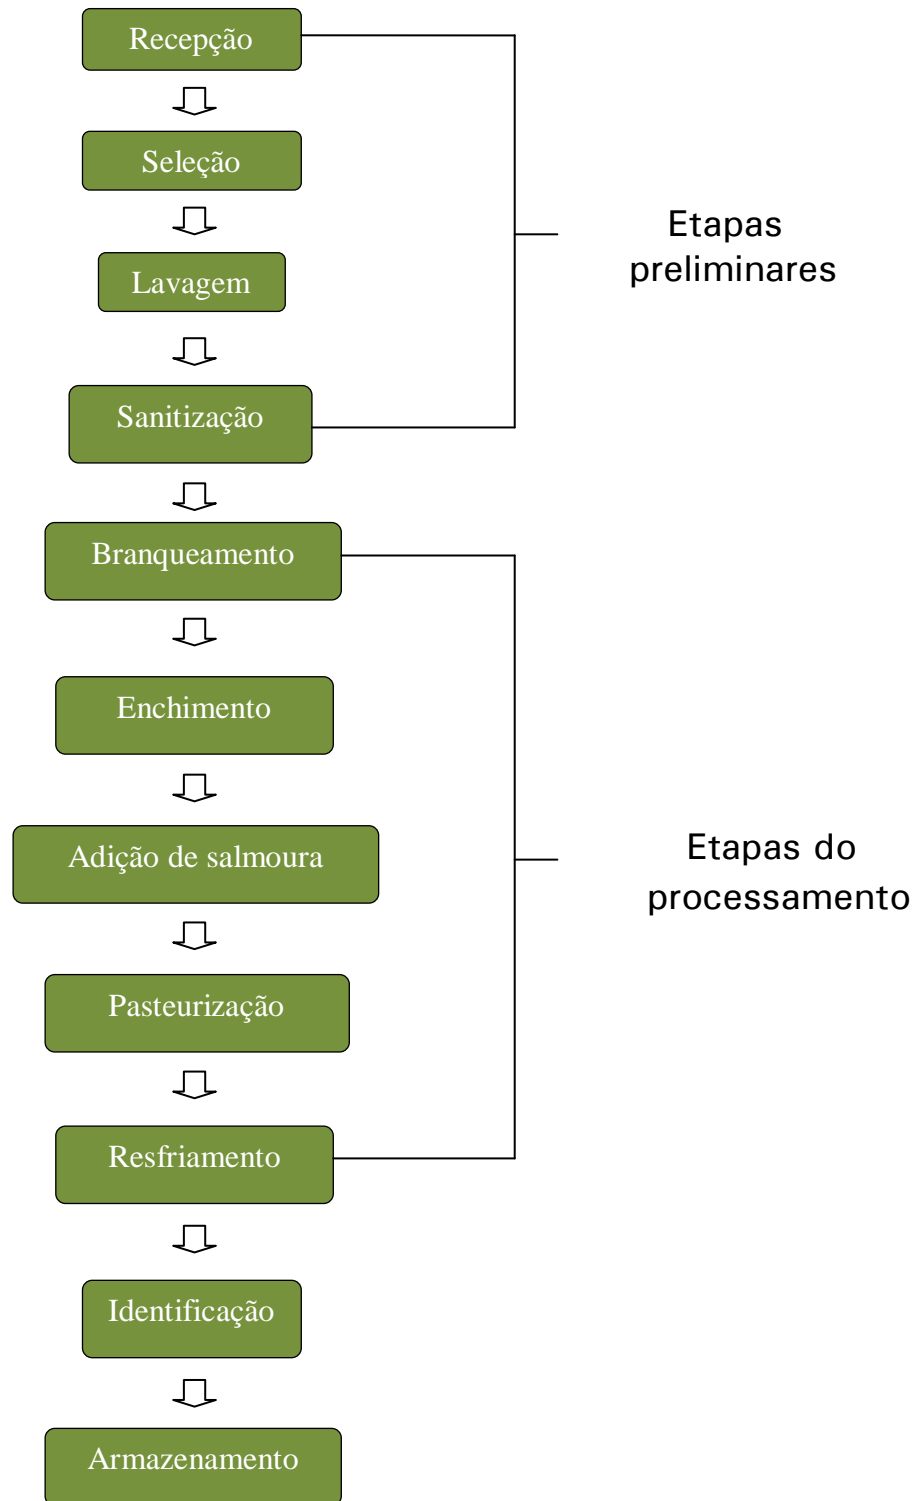 Recepção
Seleção
Lavagem
Sanitização
Etapas
preliminares
Branqueamento
Enchimento
Adição de salmoura
Pasteurização
Resfriamento
Etapas do
processamento
Identificação
Armazenamento